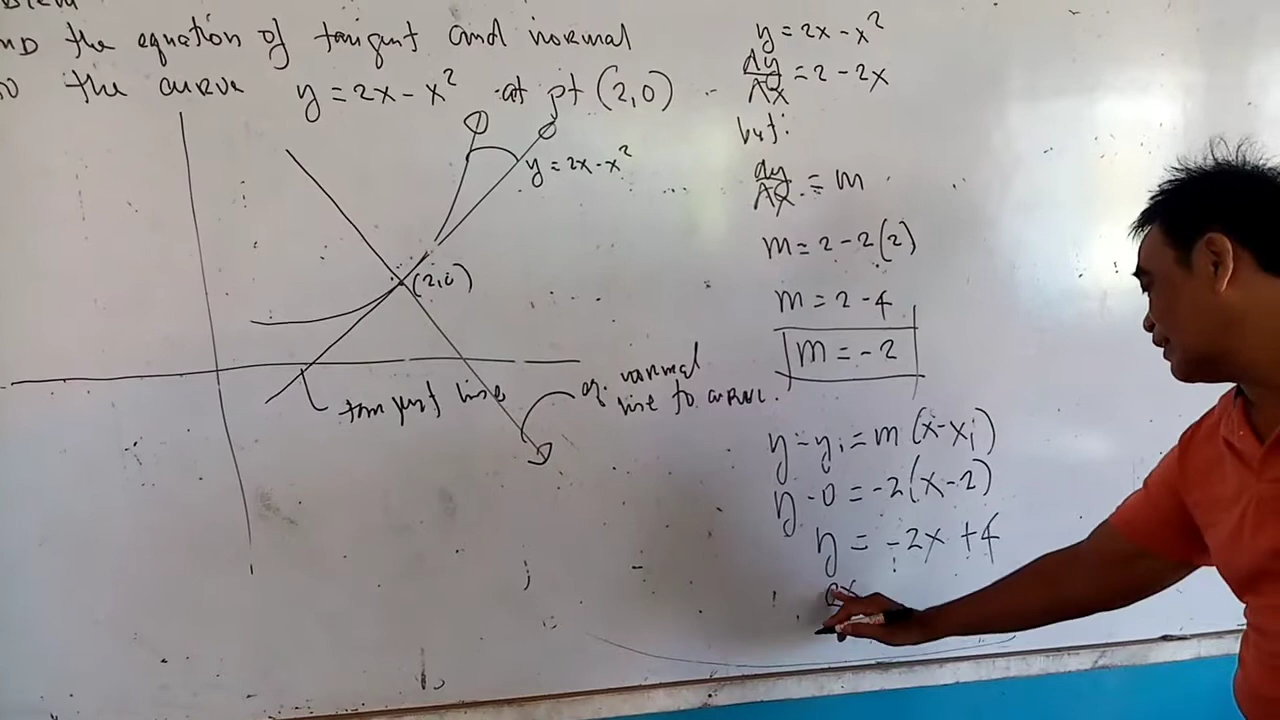 the equation of tangent and normal
to the curve y = 2x - x² at pt (2,0)
y = 2x - x²
(2,0)
tangent line
normal
line to curve.
y = 2x - x²
dy/dx = 2 - 2x
but:
dy/dx = m
m = 2 - 2(2)
m = 2 - 4
m = -2
y - y₁ = m (x - x₁)
y - 0 = -2(x - 2)
y = -2x + 4